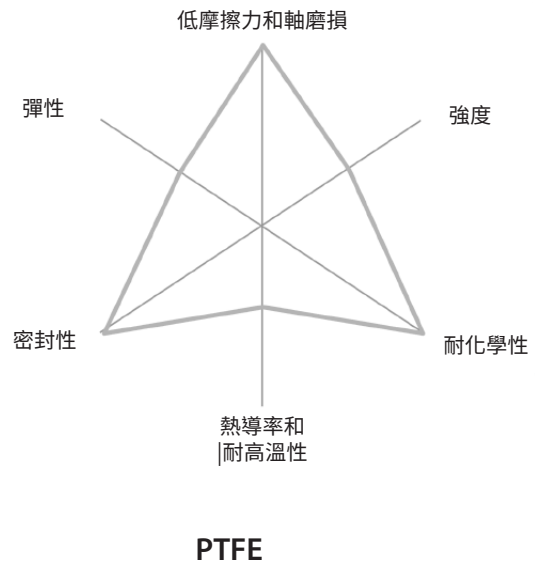 低摩擦力和軸磨損
彈性
強度
密封性
耐化學性
熱導率和
|耐高溫性
PTFE